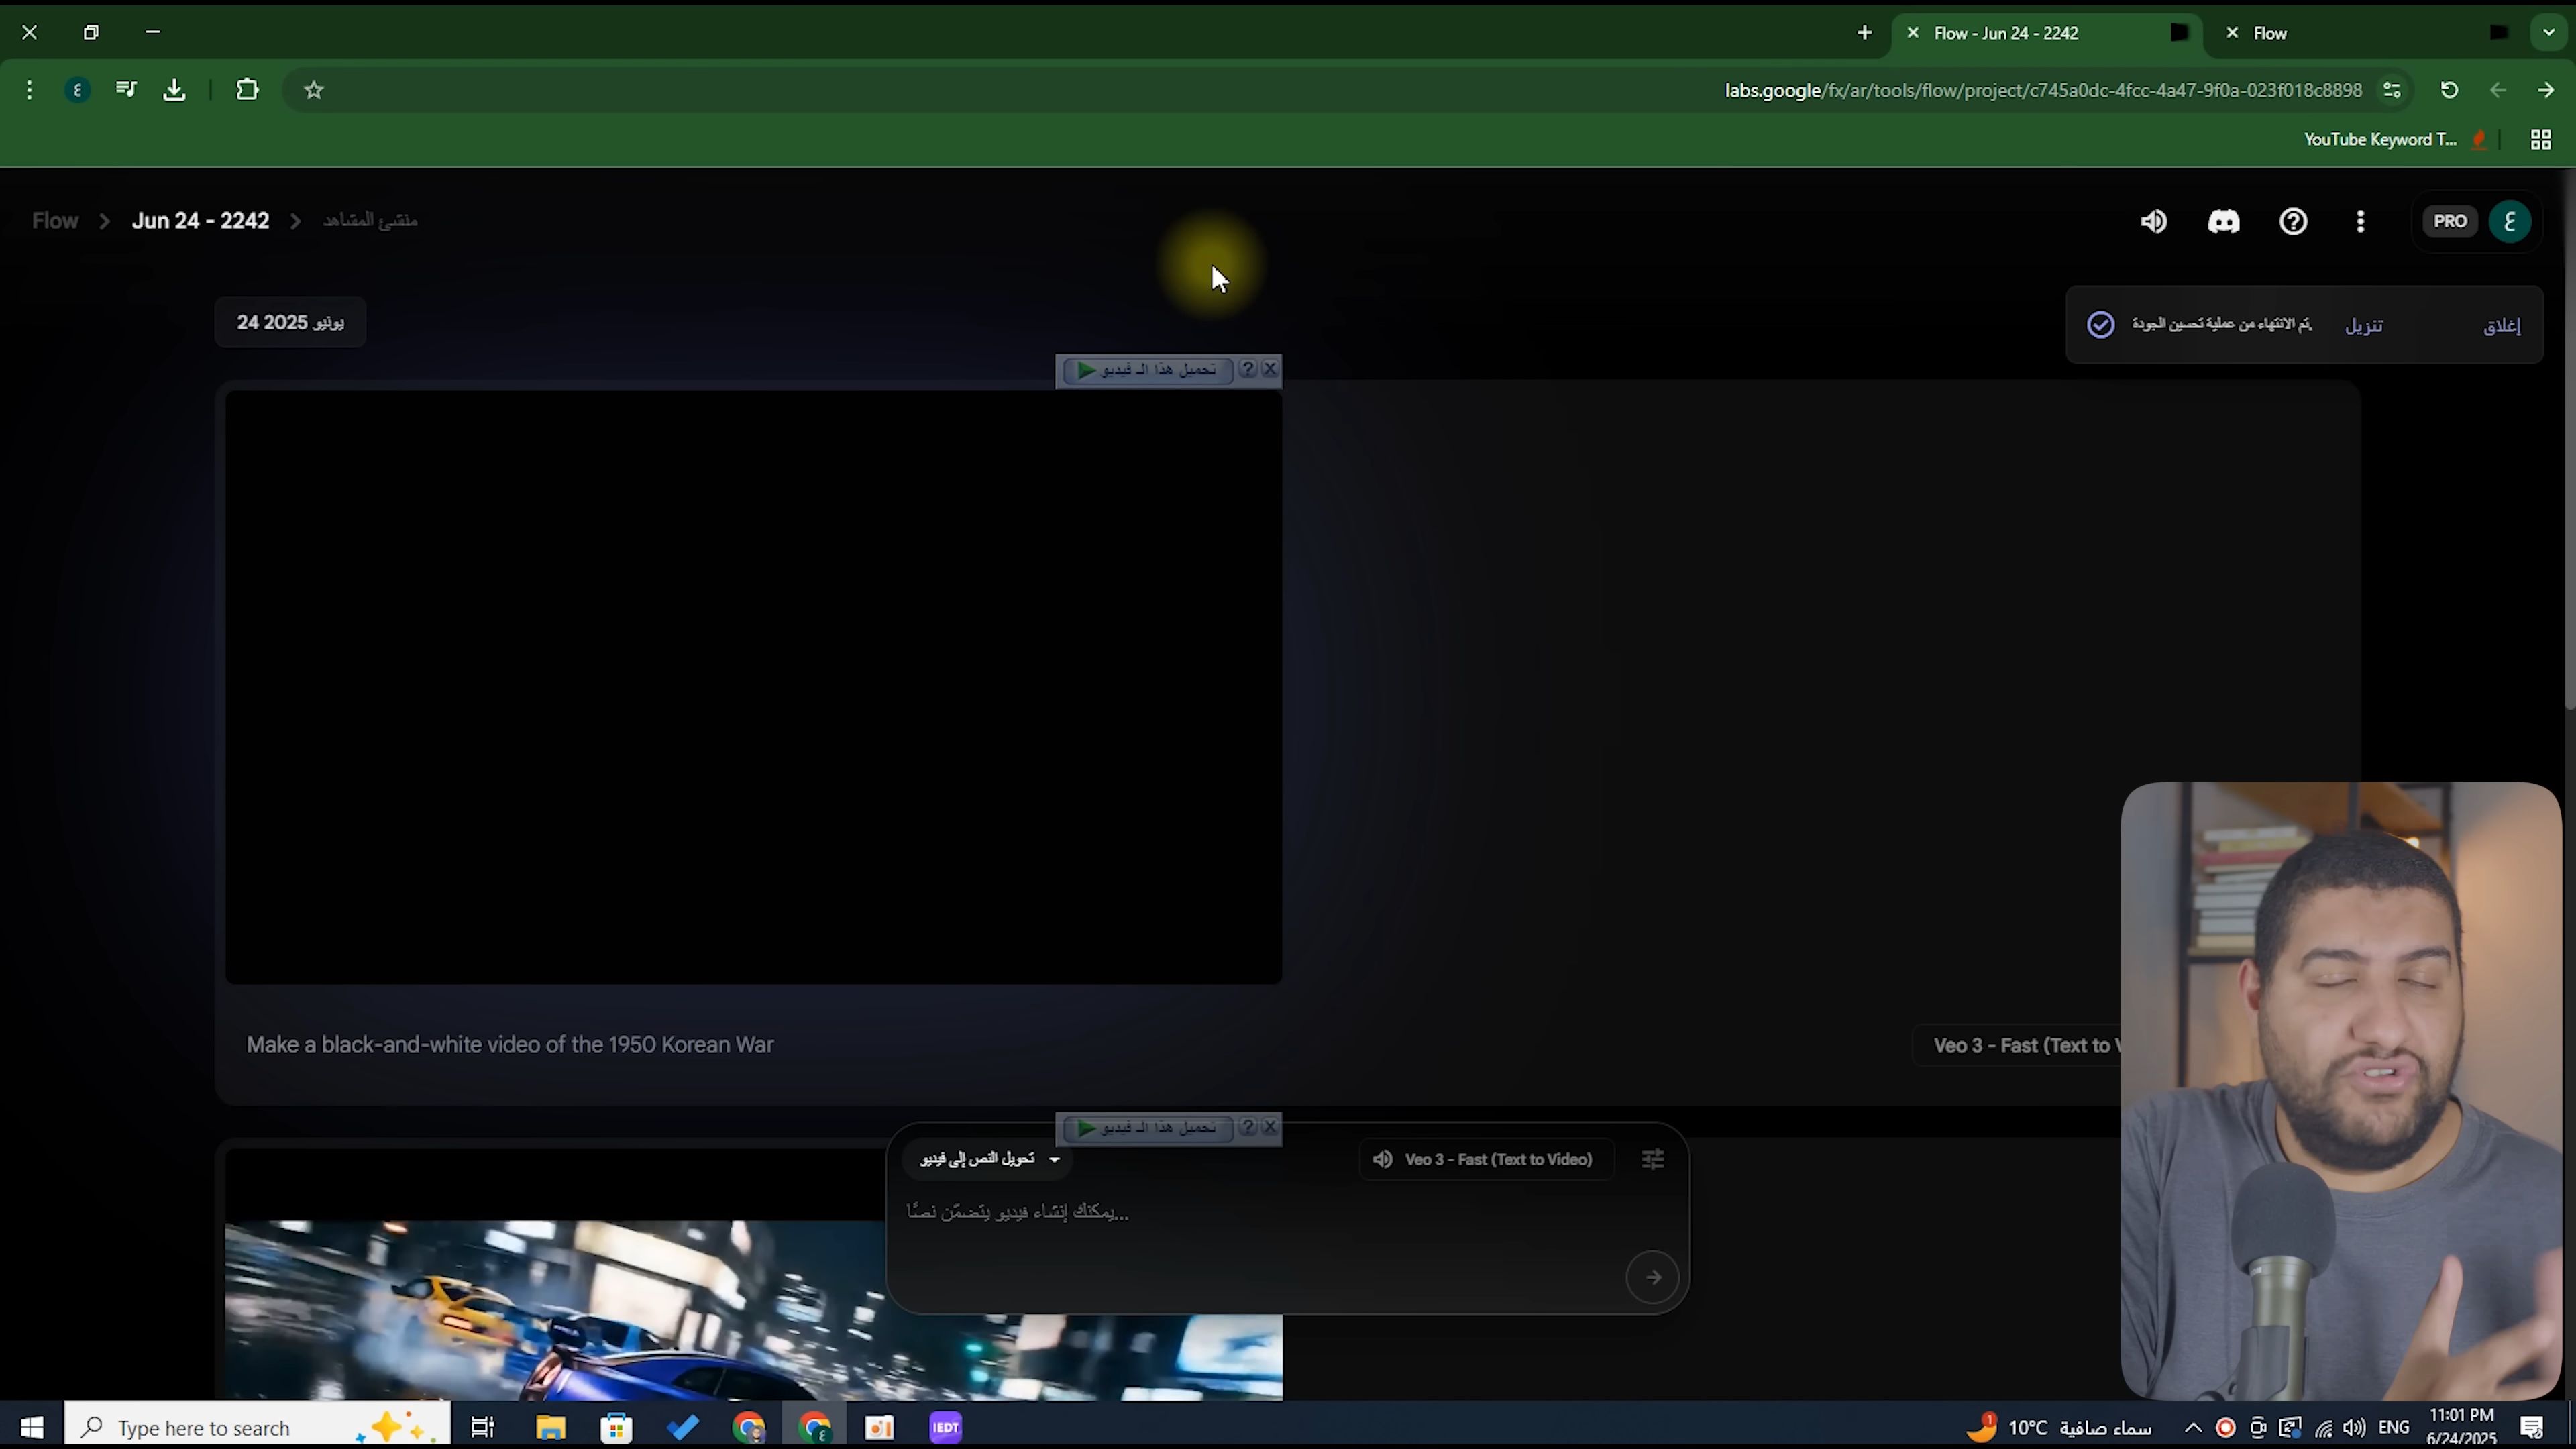 Flow - Jun 24 - 2242
Flow
labs.google/fx/ar/tools/flow/project/c745a0dc-4fcc-4a47-9f0a-023f018c8898
YouTube Keyword T...
Flow > Jun 24 - 2242 > منشئ المشاهد
PRO
ع
24 يونيو 2025
تم الانتهاء من عملية تحسين الجودة.
تنزيل
إغلاق
تحميل هذا الـ فيديو
Make a black-and-white video of the 1950 Korean War
Veo 3 - Fast (Text to V
تحميل هذا الـ فيديو
تحويل النص إلى فيديو
Veo 3 - Fast (Text to Video)
يمكنك إنشاء فيديو يتضمّن نصًا...
Type here to search
IEDT
1
10°C سماء صافية
ENG
11:01 PM
6/24/2025